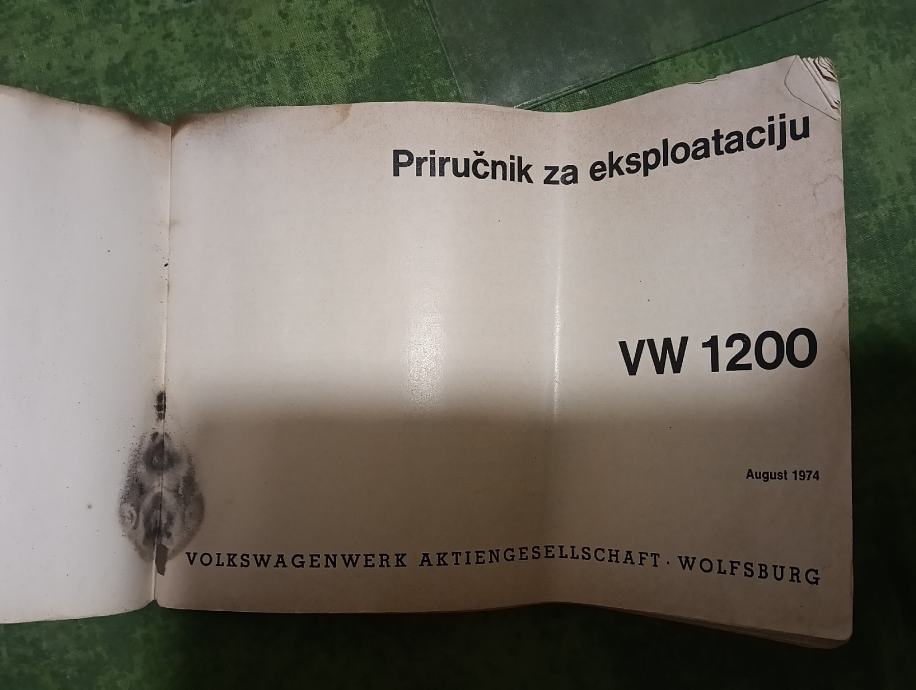 Priručnik za eksploataciju
VW 1200
August 1974
VOLKSWAGENWERK AKTIENGESELLSCHAFT · WOLFSBURG